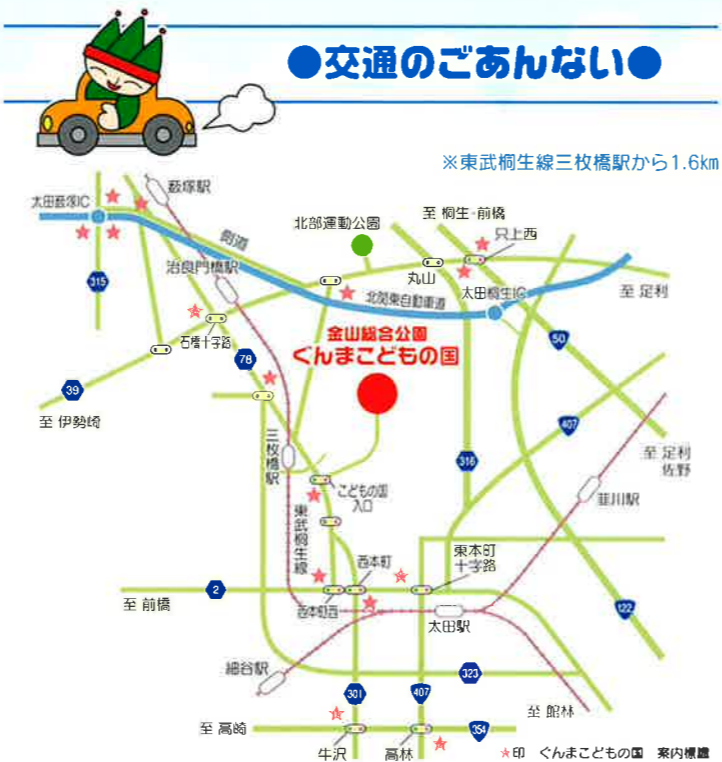 ●交通のごあんない●
※東武桐生線三枚橋駅から1.6km
藪塚駅
太田藪塚IC
北部運動公園
至 桐生・前橋
只上西
側道
丸山
治良門橋駅
315
北関東自動車道
太田桐生IC
至 足利
石橋十字路
金山総合公園
ぐんまこどもの国
50
78
39
至 伊勢崎
407
三枚橋駅
316
至 足利
佐野
こどもの国
入口
韮川駅
東武桐生線
西本町
東本町
十字路
2
至 前橋
西本町西
太田駅
122
細谷駅
323
301
407
至 館林
至 高崎
354
牛沢
高林
★印 ぐんまこどもの国 案内標識